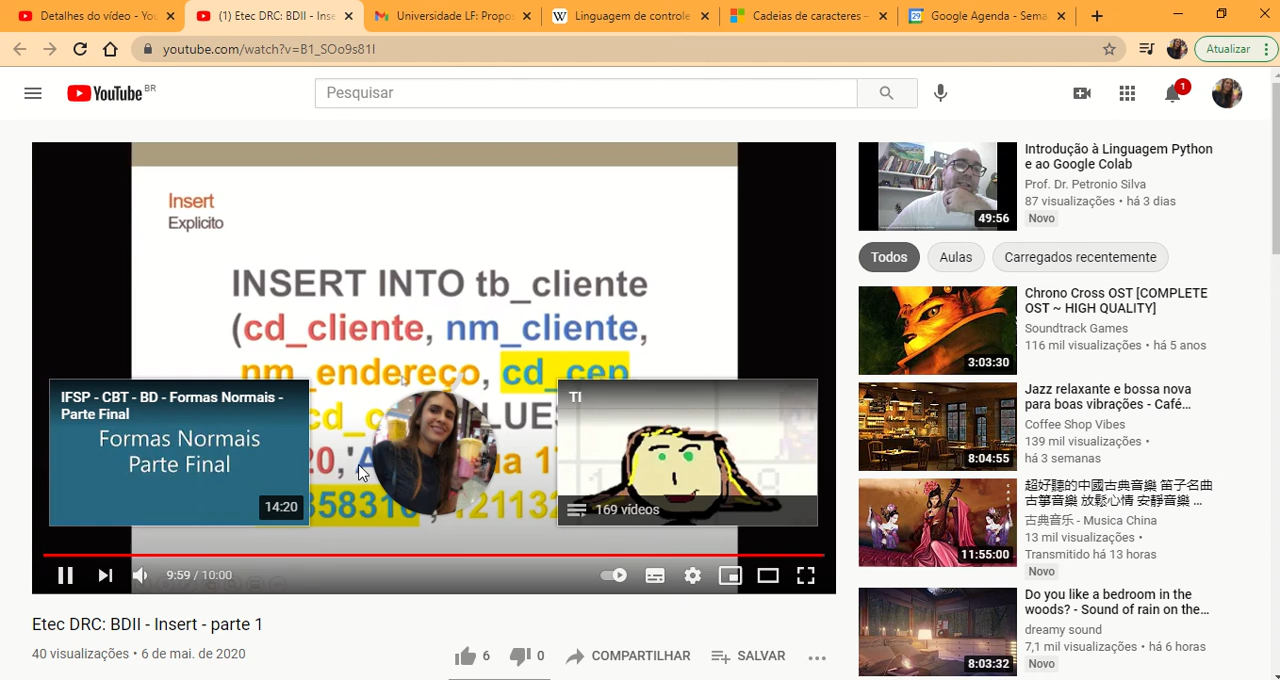 Detalhes do vídeo - You
(1) Etec DRC: BDII - Inse
Universidade LF: Propos
Linguagem de controle
Cadeias de caracteres –
Google Agenda - Sema
youtube.com/watch?v=B1_SOo9s81I
Atualizar
YouTube BR
Pesquisar
1
Insert
Explicito
INSERT INTO tb_cliente
(cd_cliente, nm_cliente,
nm_endereço, cd_cep
IFSP - CBT - BD - Formas Normais -
Parte Final
Formas Normais
Parte Final
14:20
TI
169 vídeos
9:59 / 10:00
Etec DRC: BDII - Insert - parte 1
40 visualizações • 6 de mai. de 2020
6
0
COMPARTILHAR
SALVAR
Introdução à Linguagem Python
e ao Google Colab
Prof. Dr. Petronio Silva
87 visualizações • há 3 dias
Novo
49:56
Todos
Aulas
Carregados recentemente
Chrono Cross OST [COMPLETE
OST ~ HIGH QUALITY]
Soundtrack Games
116 mil visualizações • há 5 anos
3:03:30
Jazz relaxante e bossa nova
para boas vibrações - Café...
Coffee Shop Vibes
139 mil visualizações •
há 3 semanas
8:04:55
超好聽的中國古典音樂 笛子名曲
古箏音樂 放鬆心情 安靜音樂 ...
古典音乐 - Musica China
13 mil visualizações •
Transmitido há 13 horas
Novo
11:55:00
Do you like a bedroom in the
woods? - Sound of rain on the...
dreamy sound
7,1 mil visualizações • há 6 horas
Novo
8:03:32